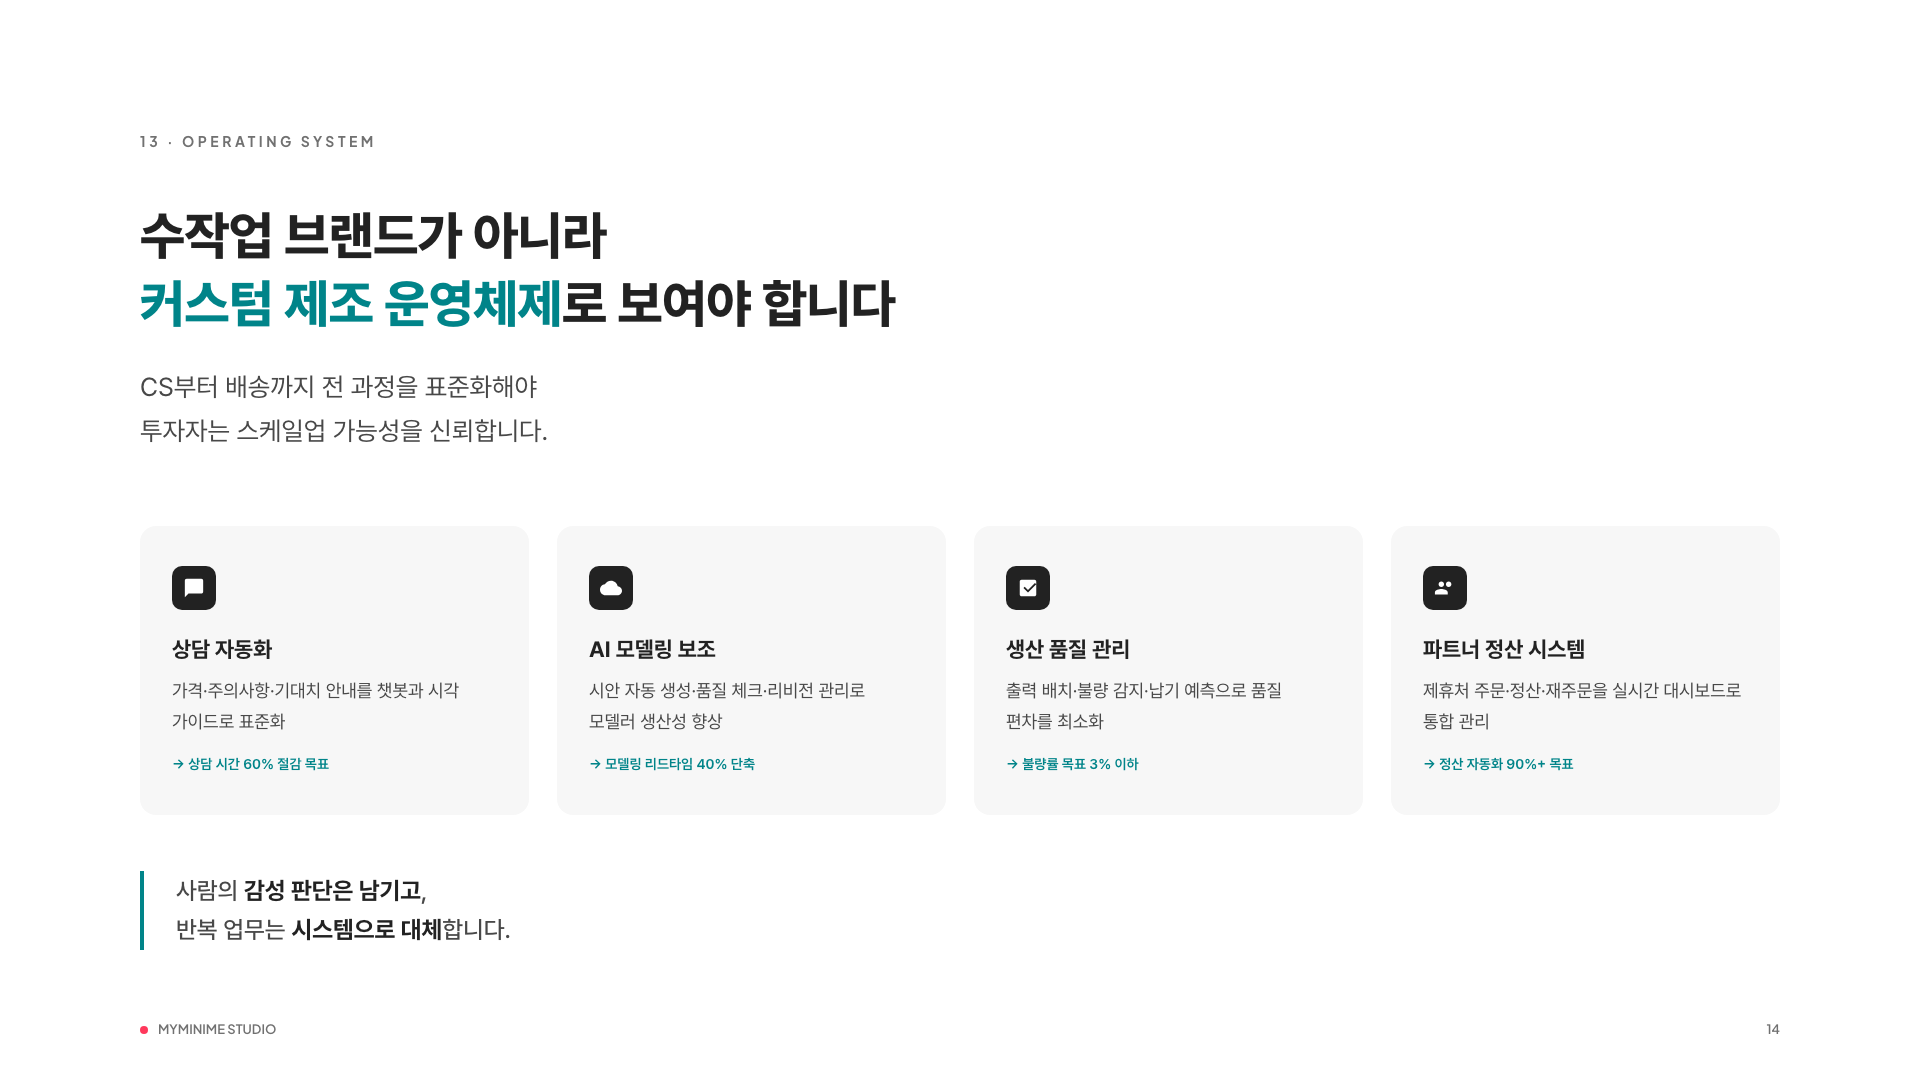 13 · OPERATING SYSTEM
수작업 브랜드가 아니라
커스텀 제조 운영체제로 보여야 합니다
CS부터 배송까지 전 과정을 표준화해야
투자자는 스케일업 가능성을 신뢰합니다.
상담 자동화
가격·주의사항·기대치 안내를 챗봇과 시각
가이드로 표준화
→ 상담 시간 60% 절감 목표
AI 모델링 보조
시안 자동 생성·품질 체크·리비전 관리로
모델러 생산성 향상
→ 모델링 리드타임 40% 단축
생산 품질 관리
출력 배치·불량 감지·납기 예측으로 품질
편차를 최소화
→ 불량률 목표 3% 이하
파트너 정산 시스템
제휴처 주문·정산·재주문을 실시간 대시보드로
통합 관리
→ 정산 자동화 90%+ 목표
사람의 감성 판단은 남기고,
반복 업무는 시스템으로 대체합니다.
MYMINIME STUDIO
14